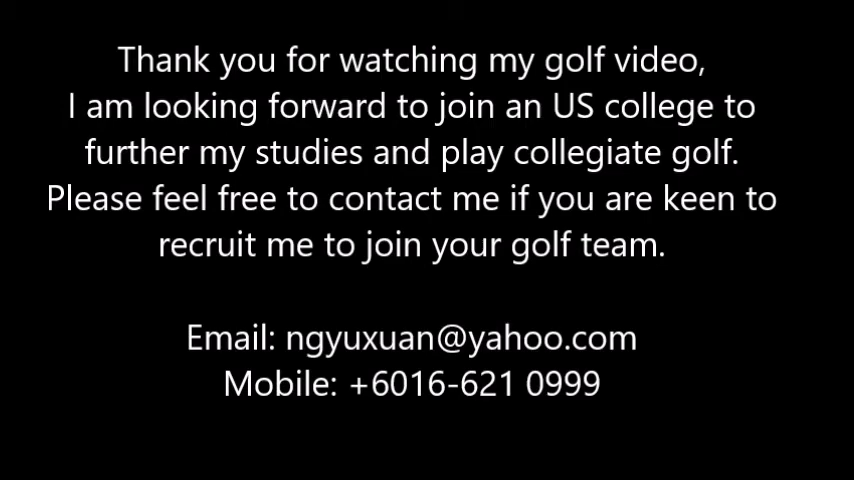 Thank you for watching my golf video,
I am looking forward to join an US college to
further my studies and play collegiate golf.
Please feel free to contact me if you are keen to
recruit me to join your golf team.
Email: ngyuxuan@yahoo.com
Mobile: +6016-621 0999